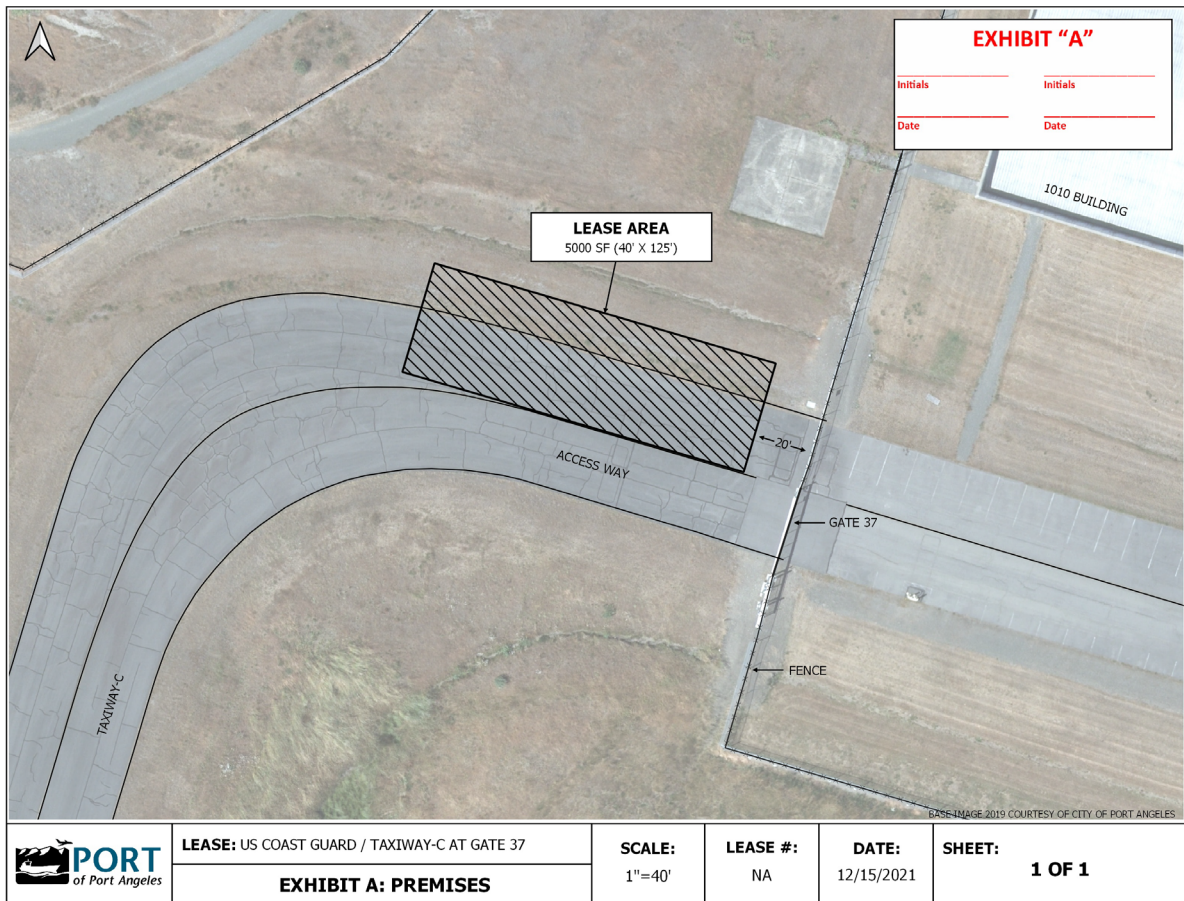 EXHIBIT “A”
Initials
Initials
Date
Date
1010 BUILDING
LEASE AREA
5000 SF (40' X 125')
20'
ACCESS WAY
GATE 37
FENCE
TAXIWAY-C
BASE IMAGE 2019 COURTESY OF CITY OF PORT ANGELES
PORT
of Port Angeles
LEASE: US COAST GUARD / TAXIWAY-C AT GATE 37
EXHIBIT A: PREMISES
SCALE:
1"=40'
LEASE #:
NA
DATE:
12/15/2021
SHEET:
1 OF 1